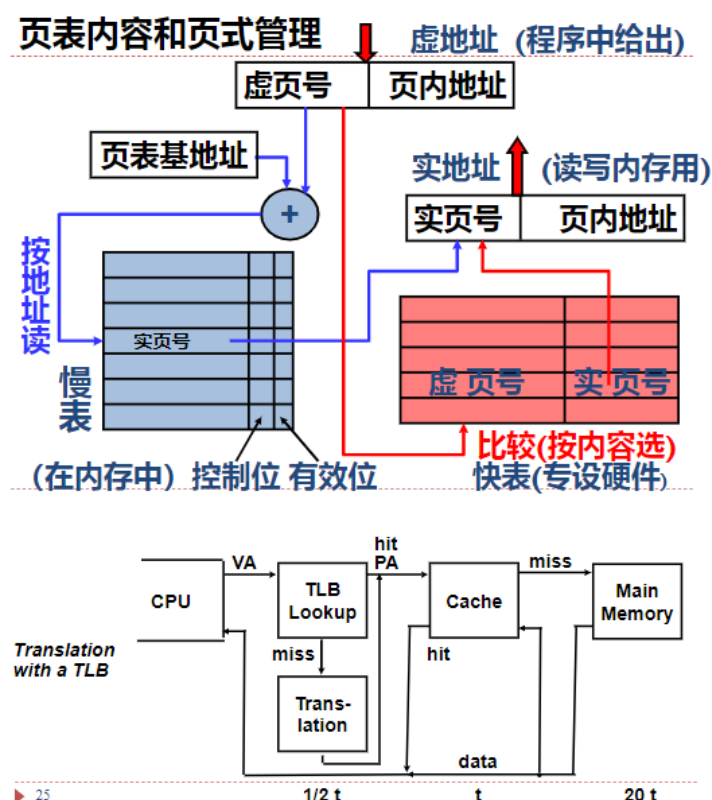 页表内容和页式管理
虚地址 (程序中给出)
虚页号 页内地址
页表基地址
实地址 (读写内存用)
+
实页号 页内地址
按地址读
实页号
慢表
虚 页号 实 页号
比较(按内容选)
(在内存中) 控制位 有效位 快表(专设硬件)
hit
VA PA miss
CPU
TLB
Lookup
Cache
Main
Memory
Translation
with a TLB
miss hit
Trans-
lation
data
25 1/2 t t 20 t